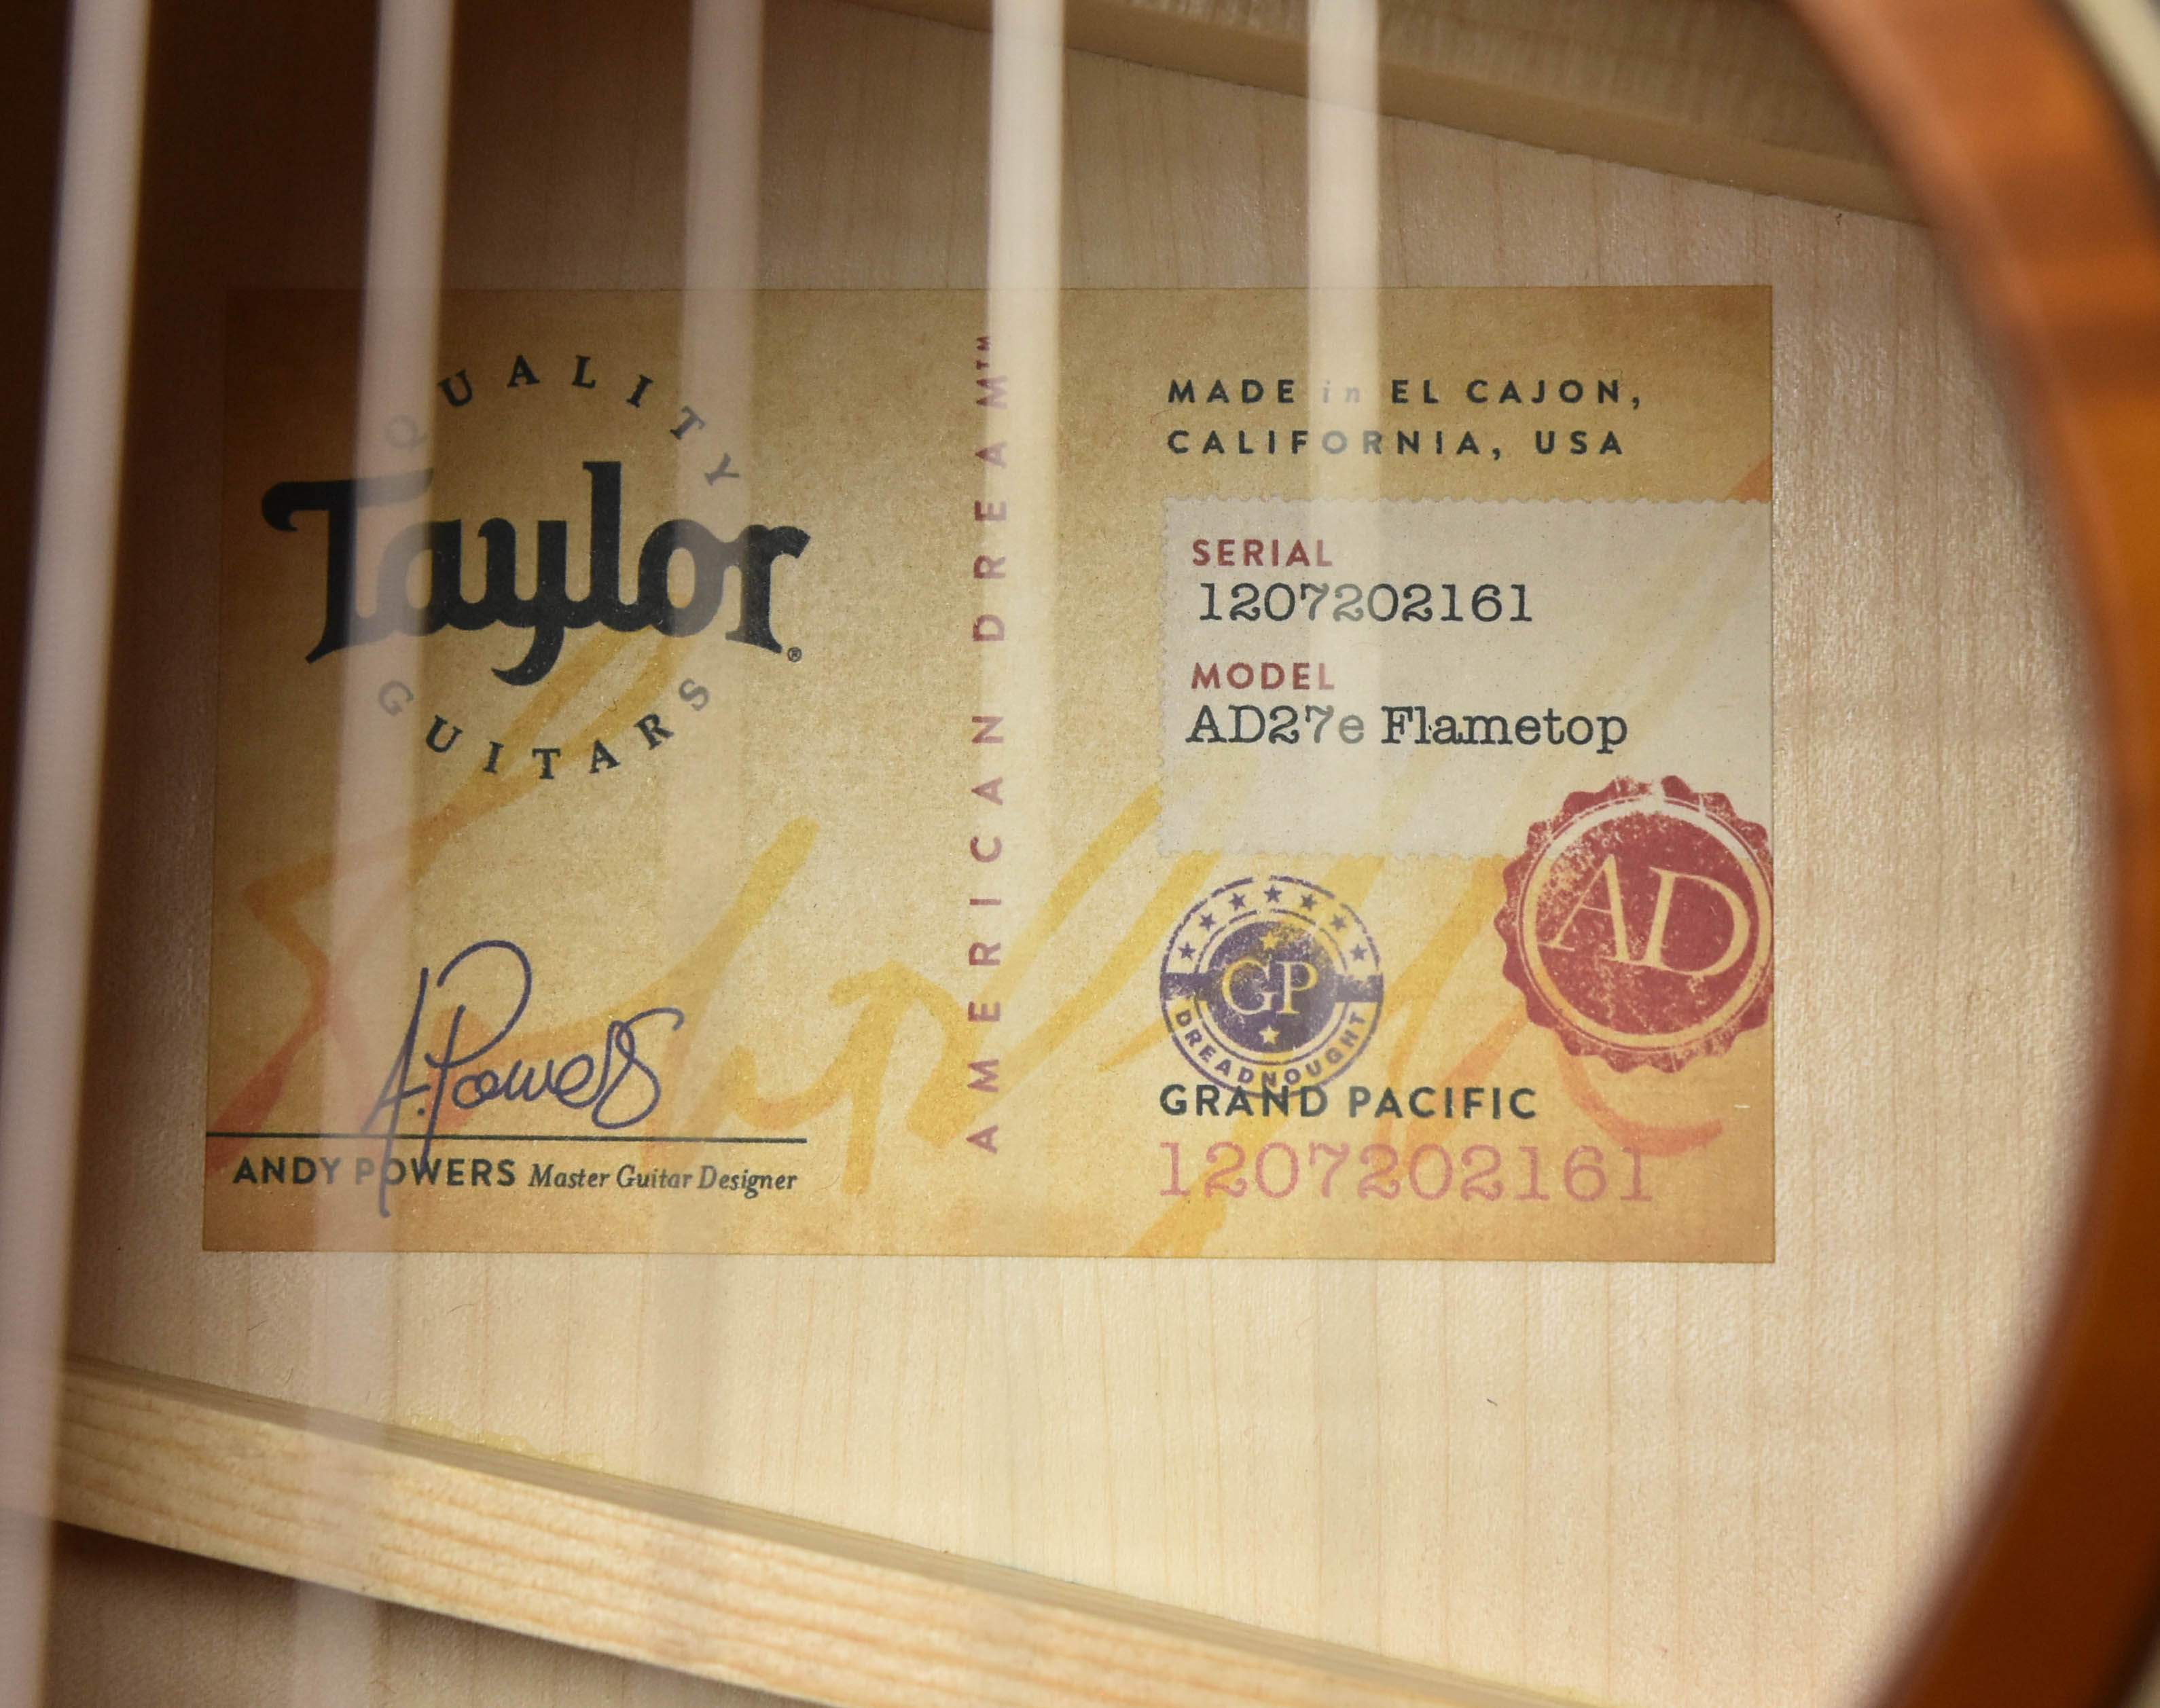 QUALITY
Taylor®
GUITARS
A.Powers
ANDY POWERS Master Guitar Designer
AMERICAN DREAM™
MADE in EL CAJON,
CALIFORNIA, USA
SERIAL
1207202161
MODEL
AD27e Flametop
AD
GP
DREADNOUGHT
GRAND PACIFIC
1207202161